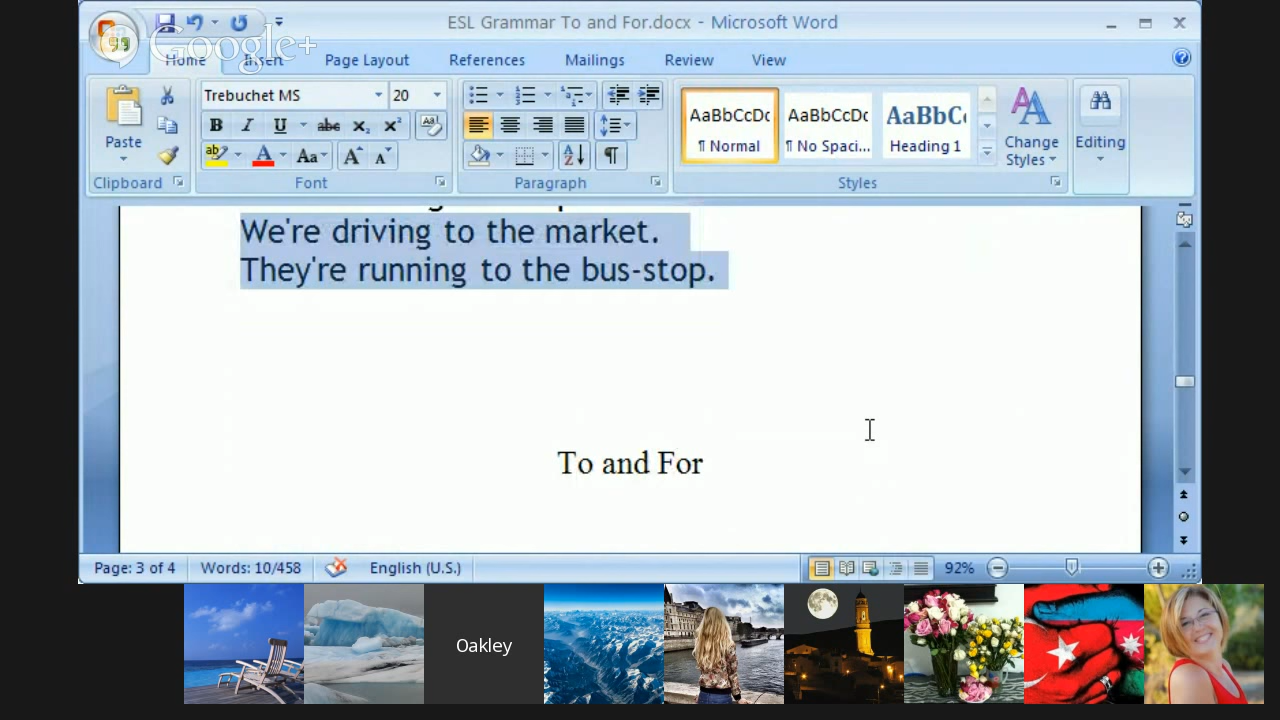 ESL Grammar To and For.docx - Microsoft Word
Google+
Home Insert Page Layout References Mailings Review View
Trebuchet MS 20
AaBbCcDc AaBbCcDc AaBbC
Paste ¶ Normal ¶ No Spaci... Heading 1 Change Styles Editing
Clipboard Font Paragraph Styles
We're driving to the market.
They're running to the bus-stop.
To and For
Page: 3 of 4 Words: 10/458 English (U.S.) 92%
Oakley